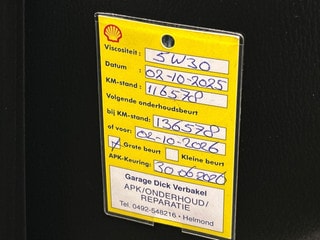 Viscositeit : 5W30
Datum : 02-10-2025
KM-stand : 116578
Volgende onderhoudsbeurt
bij KM-stand: 136578
of voor: 02-10-2026
Grote beurt Kleine beurt
APK-Keuring: 30.06.2026
Garage Dick Verbakel
APK/ONDERHOUD/
REPARATIE
Tel. 0492-548216 • Helmond